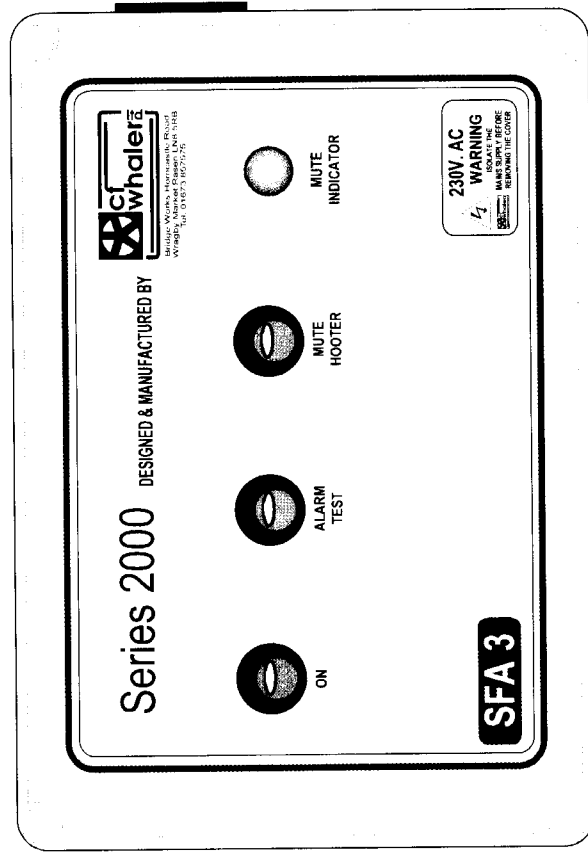 Series 2000
DESIGNED & MANUFACTURED BY
cf
whaler LTD.
Bridge Works Horncastle Road
Wragby Market Rasen LN8 5RB
Tel. 01673 857575
ON
ALARM
TEST
MUTE
HOOTER
MUTE
INDICATOR
SFA 3
230V. AC
WARNING
ISOLATE THE
MAINS SUPPLY BEFORE
REMOVING THE COVER